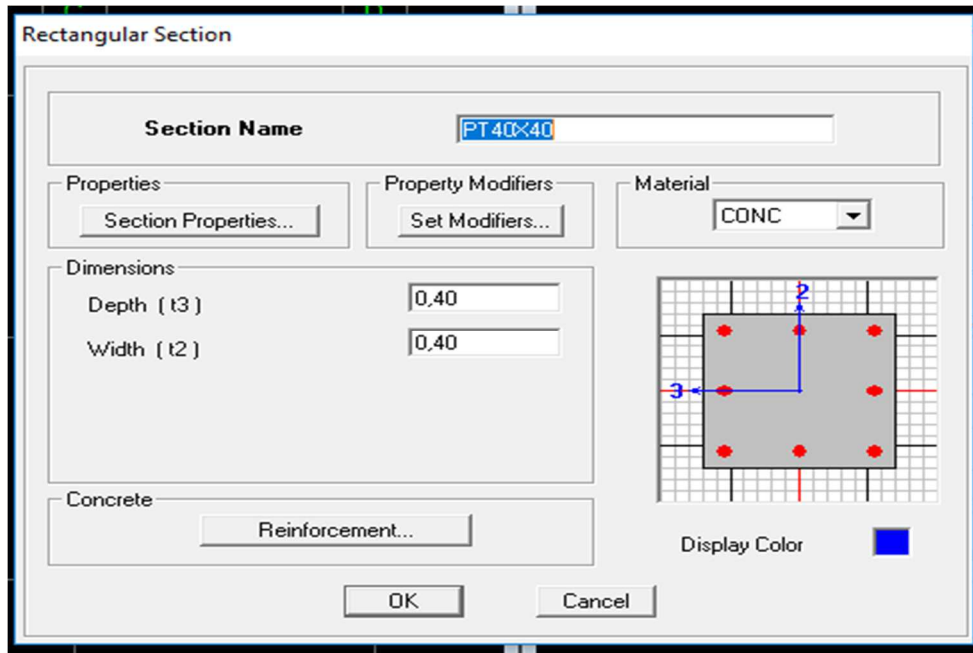 Rectangular Section
Section Name PT40X40
Properties Property Modifiers Material
Section Properties... Set Modifiers... CONC
Dimensions
Depth ( t3 ) 0,40
Width ( t2 ) 0,40
2
3
Concrete
Reinforcement...
Display Color
OK Cancel